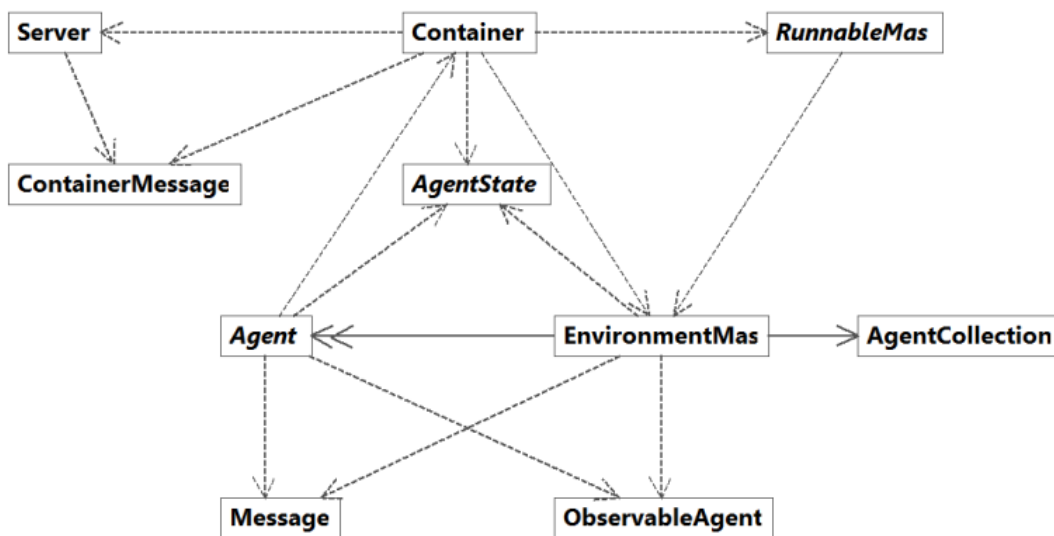 Server
Container
RunnableMas
ContainerMessage
AgentState
Agent
EnvironmentMas
AgentCollection
Message
ObservableAgent